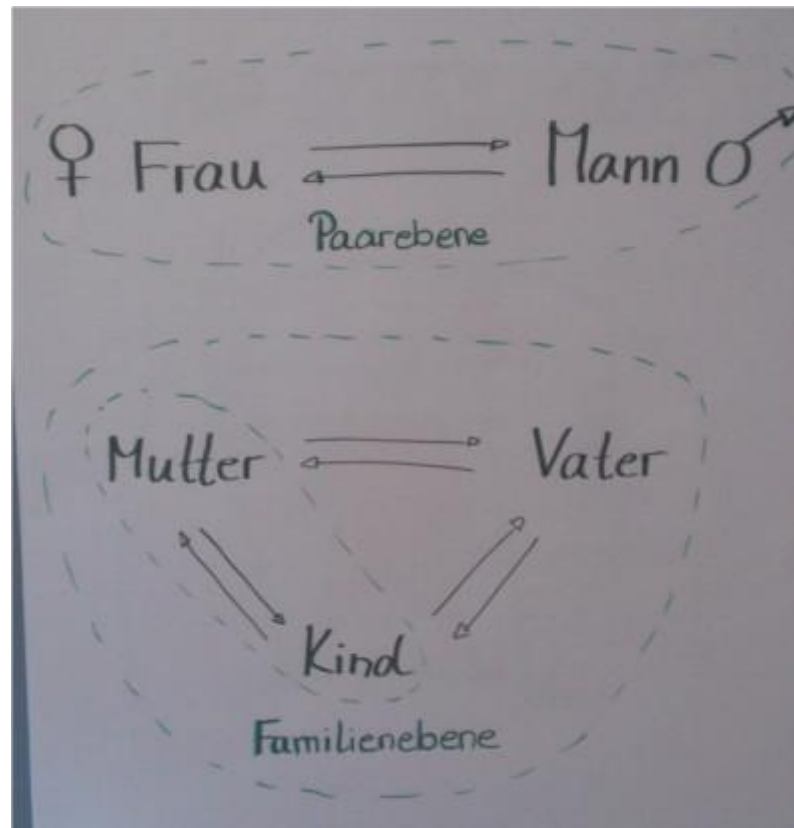 ♀ Frau Mann ♂
Paarebene
Mutter Vater
Kind
Familienebene